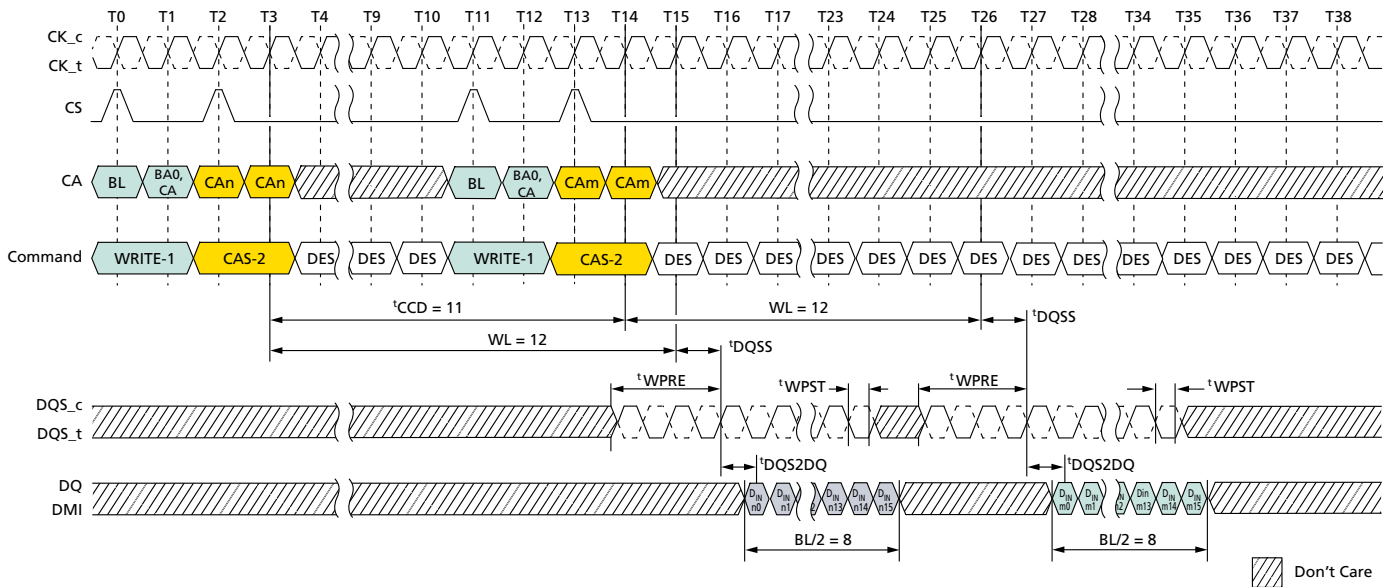 T0 T1 T2 T3 T4 T9 T10 T11 T12 T13 T14 T15 T16 T17 T23 T24 T25 T26 T27 T28 T34 T35 T36 T37 T38
CK_c
CK_t
CS
CA BL BA0, CA CAn CAn BL BA0, CA CAm CAm
Command WRITE-1 CAS-2 DES DES DES WRITE-1 CAS-2 DES DES DES DES DES DES DES DES DES DES DES DES DES DES
tCCD = 11 WL = 12 tDQSS
WL = 12 tDQSS
tWPRE tWPST tWPRE tWPST
DQS_c
DQS_t
tDQS2DQ tDQS2DQ
DQ
DMI
DIN n0 DIN n1 DIN n13 DIN n14 DIN n15 DIN m0 DIN m1 Din m13 DIN m14 DIN m15
BL/2 = 8 BL/2 = 8
Don't Care